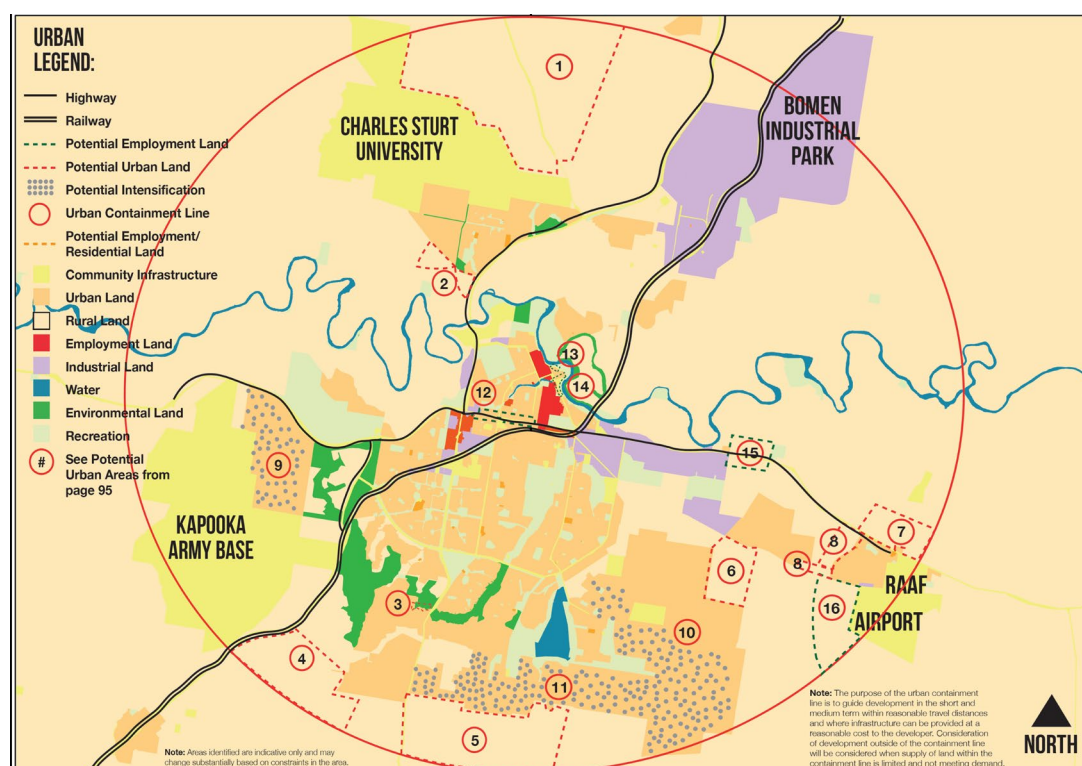 URBAN
LEGEND:
Highway
Railway
Potential Employment Land
Potential Urban Land
Potential Intensification
Urban Containment Line
Potential Employment/
Residential Land
Community Infrastructure
Urban Land
Rural Land
Employment Land
Industrial Land
Water
Environmental Land
Recreation
# See Potential
Urban Areas from
page 95
1
CHARLES STURT
UNIVERSITY
BOMEN
INDUSTRIAL
PARK
2
13
14
12
15
9
KAPOOKA
ARMY BASE
7
8
8
6
RAAF
16
AIRPORT
3
10
4
11
5
Note: Areas identified are indicative only and may
change substantially based on constraints in the area.
Note: The purpose of the urban containment
line is to guide development in the short and
medium term within reasonable travel distances
and where infrastructure can be provided at a
reasonable cost to the developer. Consideration
of development outside of the containment line
will be considered when supply of land within the
containment line is limited and not meeting demand.
NORTH